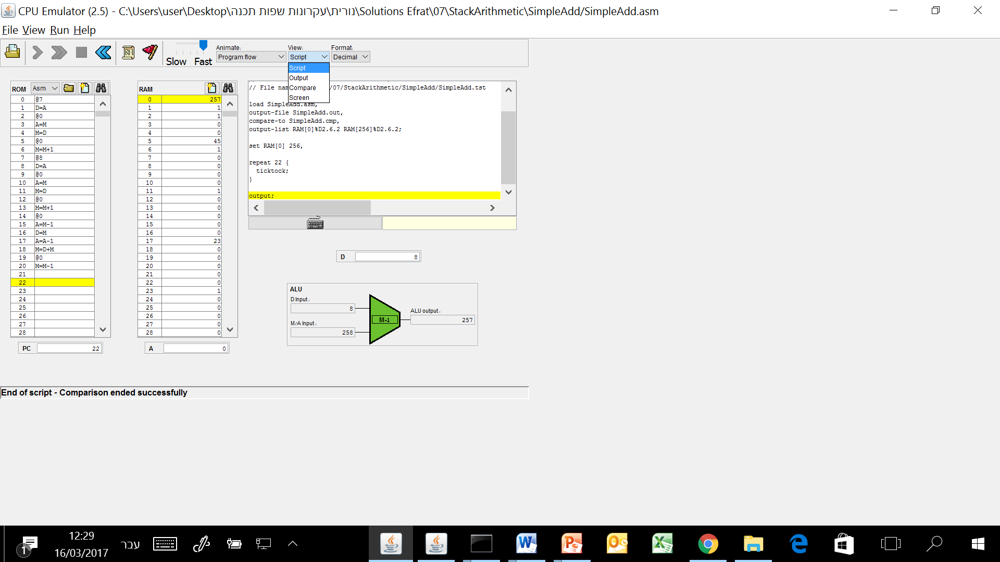 CPU Emulator (2.5) - C:\Users\user\Desktop\נורית\עקרונות שפות תכנה\Solutions Efrat\07\StackArithmetic\SimpleAdd/SimpleAdd.asm
File View Run Help
Slow Fast
Animate: View: Format:
Program flow Script Decimal
Script
Output
Compare
Screen
ROM Asm
0 @7
1 D=A
2 @0
3 A=M
4 M=D
5 @0
6 M=M+1
7 @8
8 D=A
9 @0
10 A=M
11 M=D
12 @0
13 M=M+1
14 @0
15 A=M-1
16 D=M
17 A=A-1
18 M=D+M
19 @0
20 M=M-1
21
22
23
24
25
26
27
28
PC 22
RAM
0 257
1 1
2 1
3 0
4 0
5 45
6 1
7 0
8 0
9 0
10 0
11 1
12 0
13 0
14 0
15 0
16 0
17 23
18 0
19 0
20 0
21 0
22 0
23 1
24 0
25 0
26 0
27 0
28 0
A 0
// File nam /07/StackArithmetic/SimpleAdd/SimpleAdd.tst
load SimpleAdd.asm,
output-file SimpleAdd.out,
compare-to SimpleAdd.cmp,
output-list RAM[0]%D2.6.2 RAM[256]%D2.6.2;
set RAM[0] 256,
repeat 22 {
ticktock;
}
output;
D 8
ALU
D Input :
8
M/A Input :
258
M-1
ALU output :
257
End of script - Comparison ended successfully
1
12:29
16/03/2017
עבר